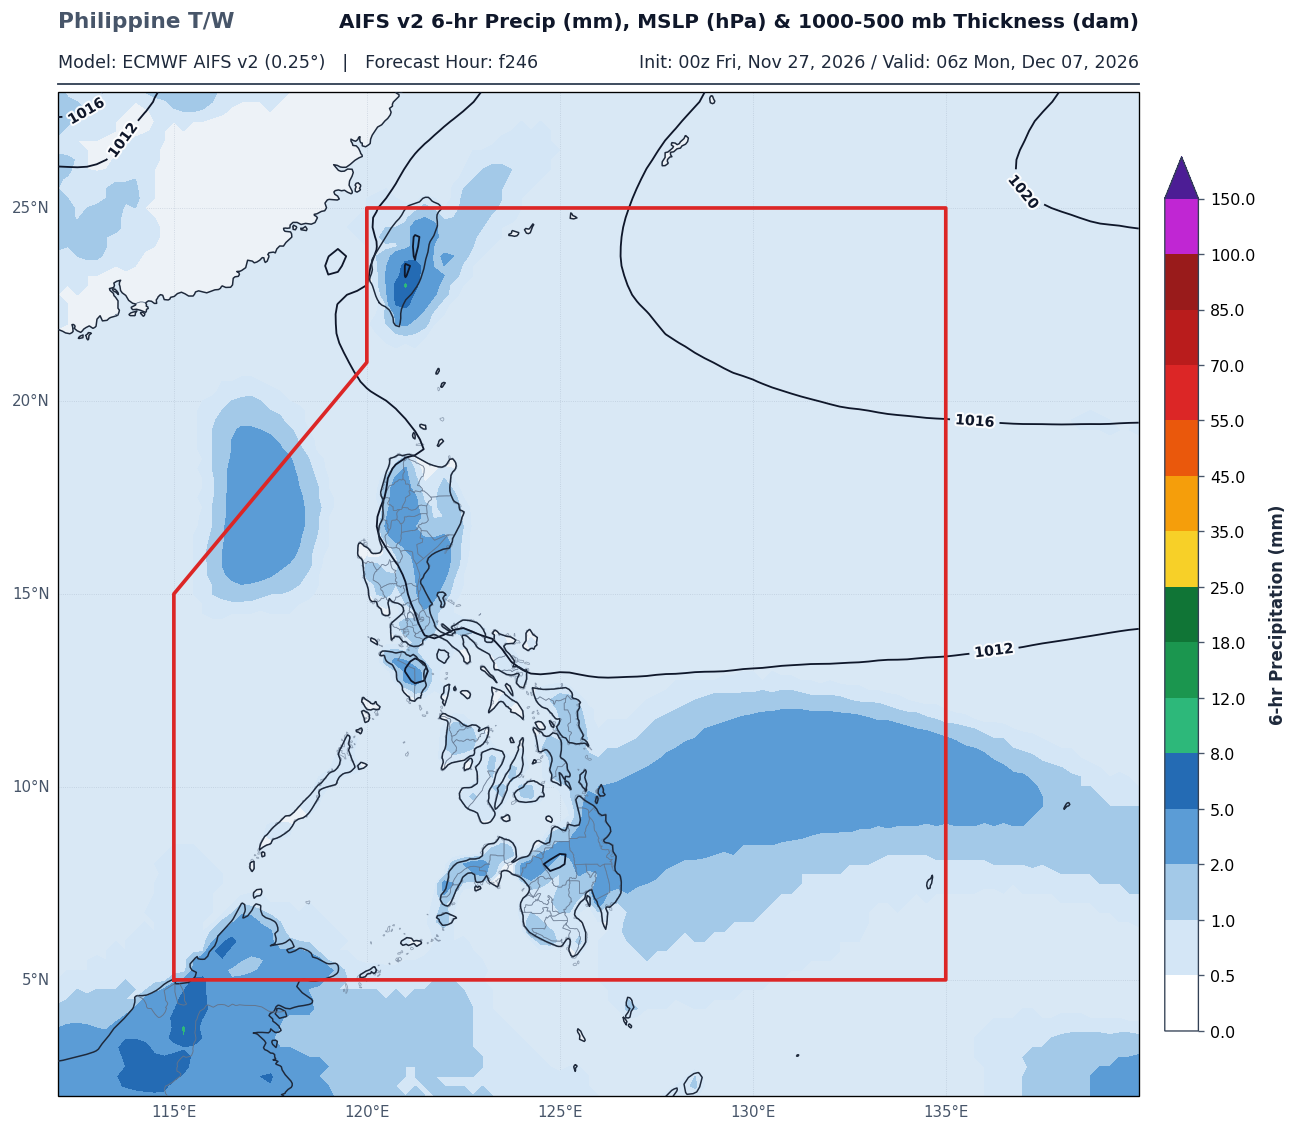 Philippine T/W
AIFS v2 6-hr Precip (mm), MSLP (hPa) & 1000-500 mb Thickness (dam)
Model: ECMWF AIFS v2 (0.25°) | Forecast Hour: f246
Init: 00z Fri, Nov 27, 2026 / Valid: 06z Mon, Dec 07, 2026
1016
1012
1020
1016
1012
25°N
20°N
15°N
10°N
5°N
115°E
120°E
125°E
130°E
135°E
150.0
100.0
85.0
70.0
55.0
45.0
35.0
25.0
18.0
12.0
8.0
5.0
2.0
1.0
0.5
0.0
6-hr Precipitation (mm)